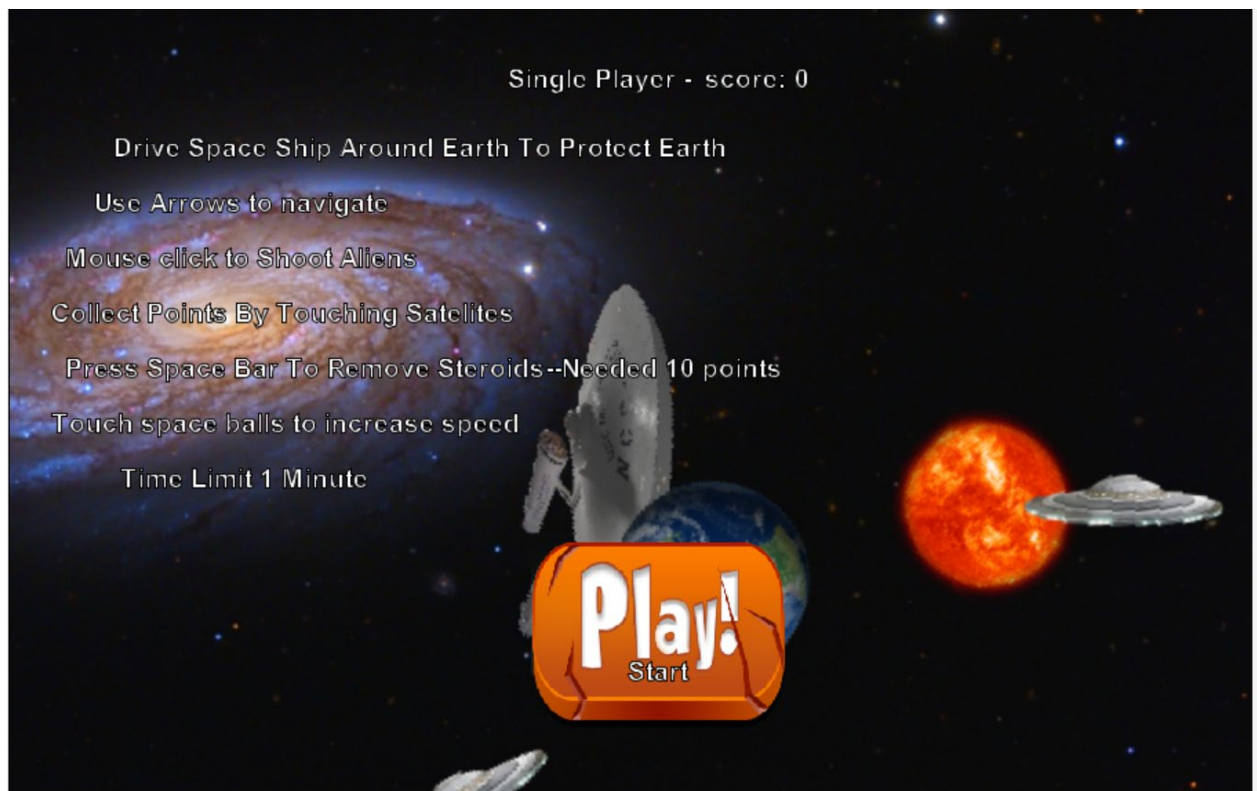 Single Player - score: 0
Drive Space Ship Around Earth To Protect Earth
Use Arrows to navigate
Mouse click to Shoot Aliens
Collect Points By Touching Satelites
Press Space Bar To Remove Steroids--Needed 10 points
Touch space balls to increase speed
Time Limit 1 Minute
Play!
Start